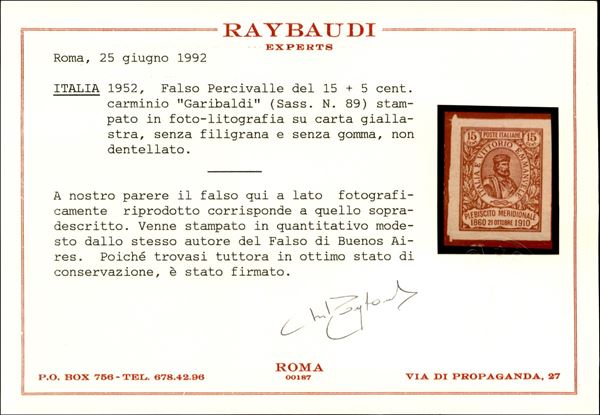 RAYBAUDI
EXPERTS
Roma, 25 giugno 1992
ITALIA 1952, Falso Percivalle del 15 + 5 cent.
carminio "Garibaldi" (Sass. N. 89) stam-
pato in foto-litografia su carta gialla-
stra, senza filigrana e senza gomma, non
dentellato.
A nostro parere il falso qui a lato fotografi-
camente riprodotto corrisponde a quello sopra-
descritto. Venne stampato in quantitativo mode-
sto dallo stesso autore del Falso di Buenos Ai-
res. Poiché trovasi tuttora in ottimo stato di
conservazione, è stato firmato.
15 POSTE ITALIANE 15
ITALIA E VITTORIO EMANUELE
PLEBISCITO MERIDIONALE
1860 21 OTTOBRE 1910
ROMA
00187
P.O. BOX 756 - TEL. 678.42.96
VIA DI PROPAGANDA, 27